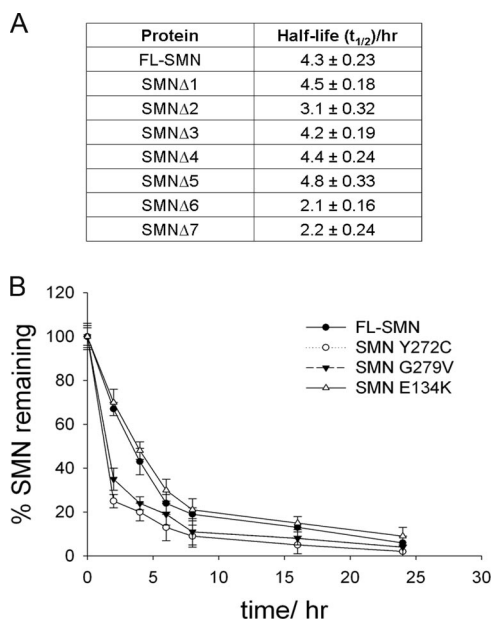 A
Protein Half-life (t1/2)/hr
FL-SMN 4.3 ± 0.23
SMNΔ1 4.5 ± 0.18
SMNΔ2 3.1 ± 0.32
SMNΔ3 4.2 ± 0.19
SMNΔ4 4.4 ± 0.24
SMNΔ5 4.8 ± 0.33
SMNΔ6 2.1 ± 0.16
SMNΔ7 2.2 ± 0.24
B
% SMN remaining
120
100
80
60
40
20
0
FL-SMN
SMN Y272C
SMN G279V
SMN E134K
0 5 10 15 20 25 30
time/ hr